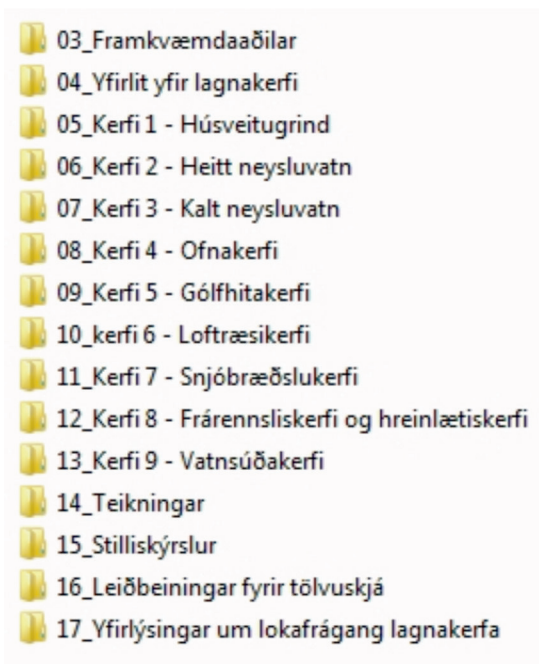 03_Framkvæmdaaðilar
04_Yfirlit yfir lagnakerfi
05_Kerfi 1 - Húsveitugrind
06_Kerfi 2 - Heitt neysluvatn
07_Kerfi 3 - Kalt neysluvatn
08_Kerfi 4 - Ofnakerfi
09_Kerfi 5 - Gólfhitakerfi
10_kerfi 6 - Loftræsikerfi
11_Kerfi 7 - Snjóbræðslukerfi
12_Kerfi 8 - Frárennsliskerfi og hreinlætiskerfi
13_Kerfi 9 - Vatnsúðakerfi
14_Teikningar
15_Stilliskýrslur
16_Leiðbeiningar fyrir tölvuskjá
17_Yfirlýsingar um lokafrágang lagnakerfa